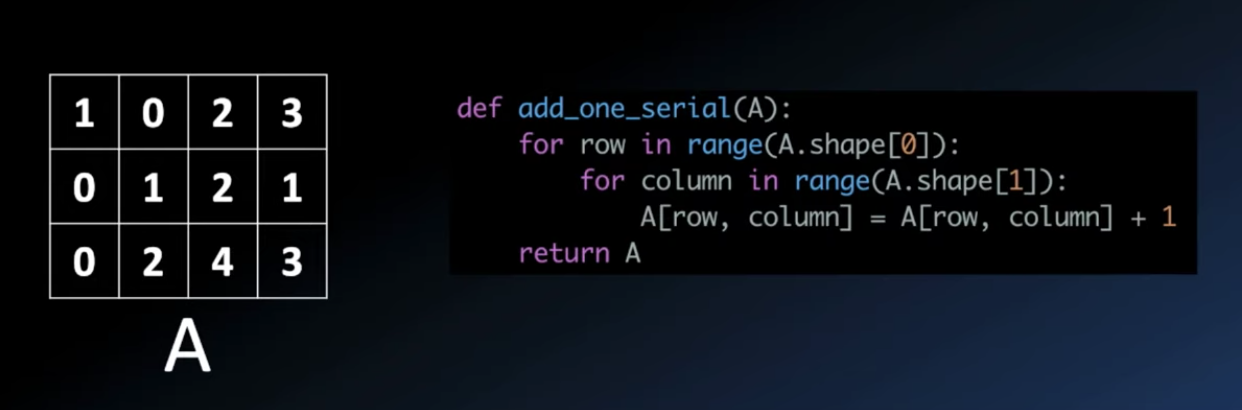 1 0 2 3
0 1 2 1
0 2 4 3
A
def add_one_serial(A):
    for row in range(A.shape[0]):
        for column in range(A.shape[1]):
            A[row, column] = A[row, column] + 1
    return A